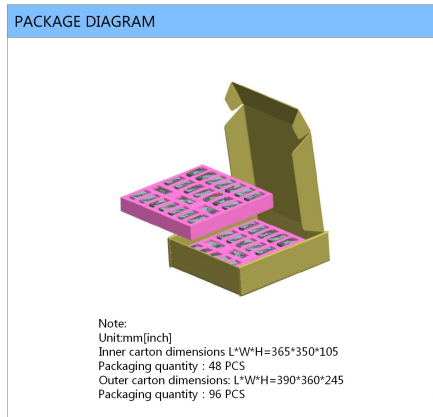 PACKAGE DIAGRAM
Note:
Unit:mm[inch]
Inner carton dimensions L*W*H=365*350*105
Packaging quantity：48 PCS
Outer carton dimensions: L*W*H=390*360*245
Packaging quantity：96 PCS